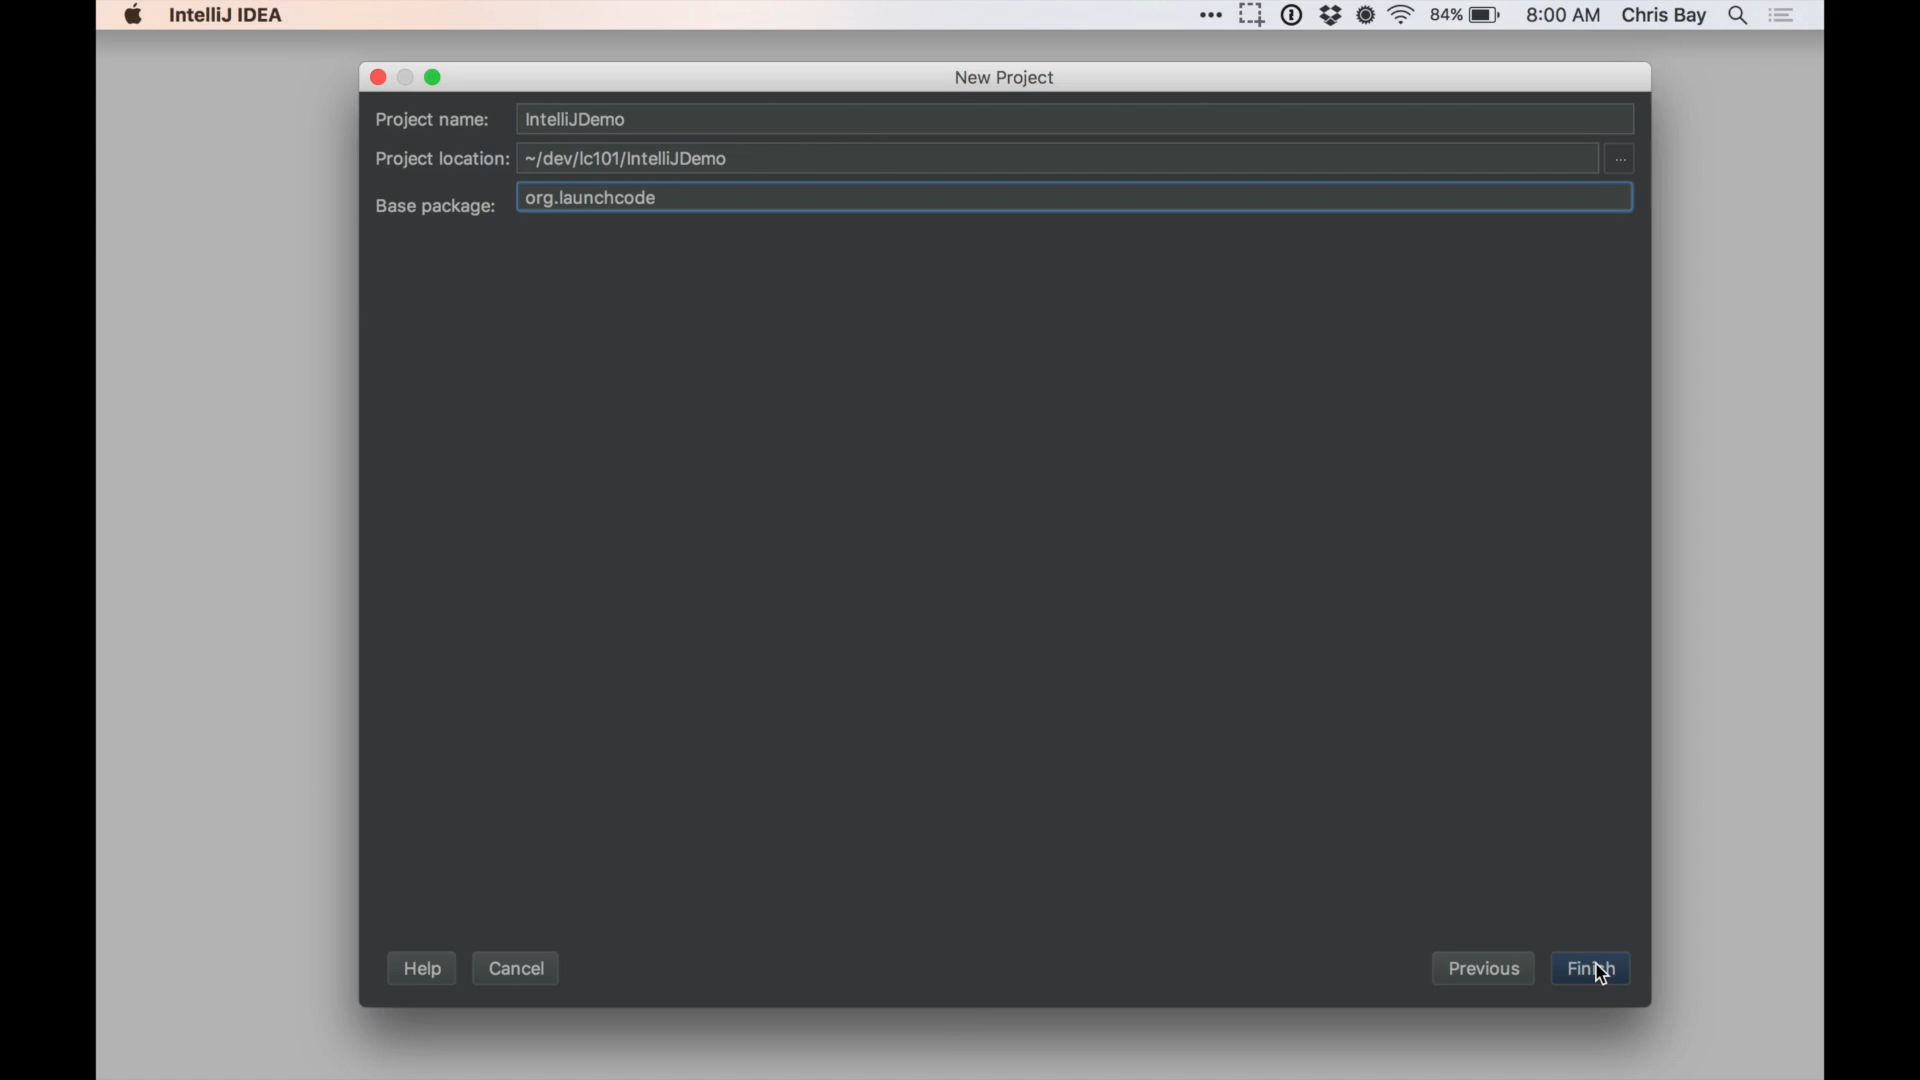 IntelliJ IDEA 84% 8:00 AM Chris Bay
New Project
Project name: IntelliJDemo
Project location: ~/dev/lc101/IntelliJDemo ...
Base package: org.launchcode
Help Cancel Previous Finish